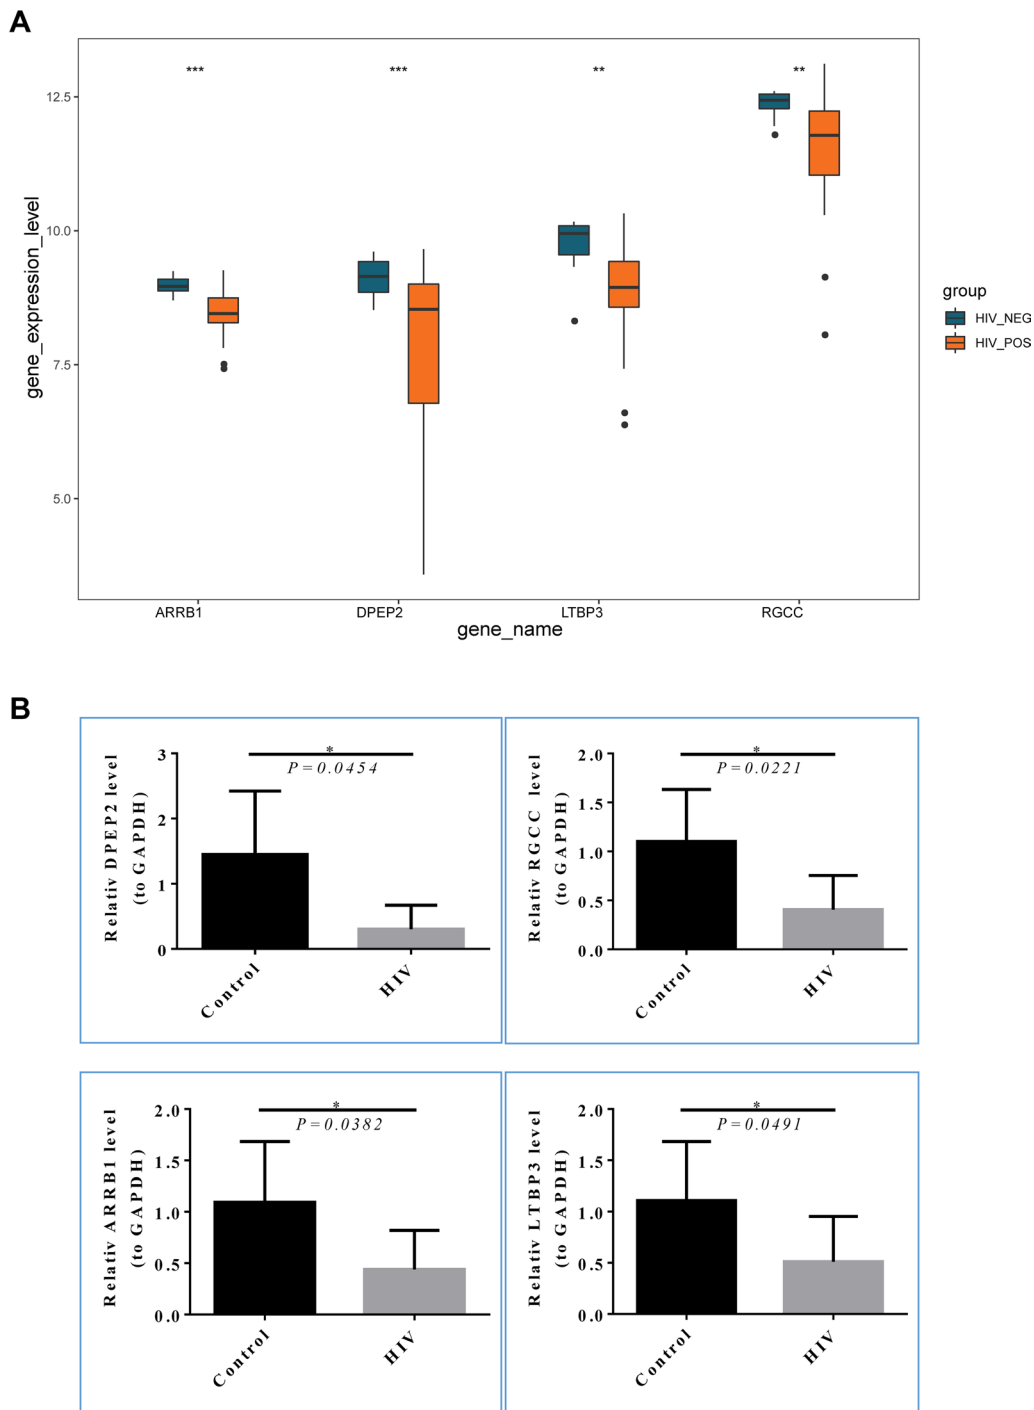 A
*** *** ** **
12.5
10.0
7.5
5.0
gene_expression_level
ARRB1 DPEP2 LTBP3 RGCC
gene_name
group
HIV_NEG
HIV_POS
B
Relativ DPEP2 level
(to GAPDH)
3
2
1
0
*
P=0.0454
Control
HIV
Relativ RGCC level
(to GAPDH)
2.0
1.5
1.0
0.5
0.0
*
P=0.0221
Control
HIV
Relativ ARRB1 level
(to GAPDH)
2.0
1.5
1.0
0.5
0.0
*
P=0.0382
Control
HIV
Relativ LTBP3 level
(to GAPDH)
2.0
1.5
1.0
0.5
0.0
*
P=0.0491
Control
HIV